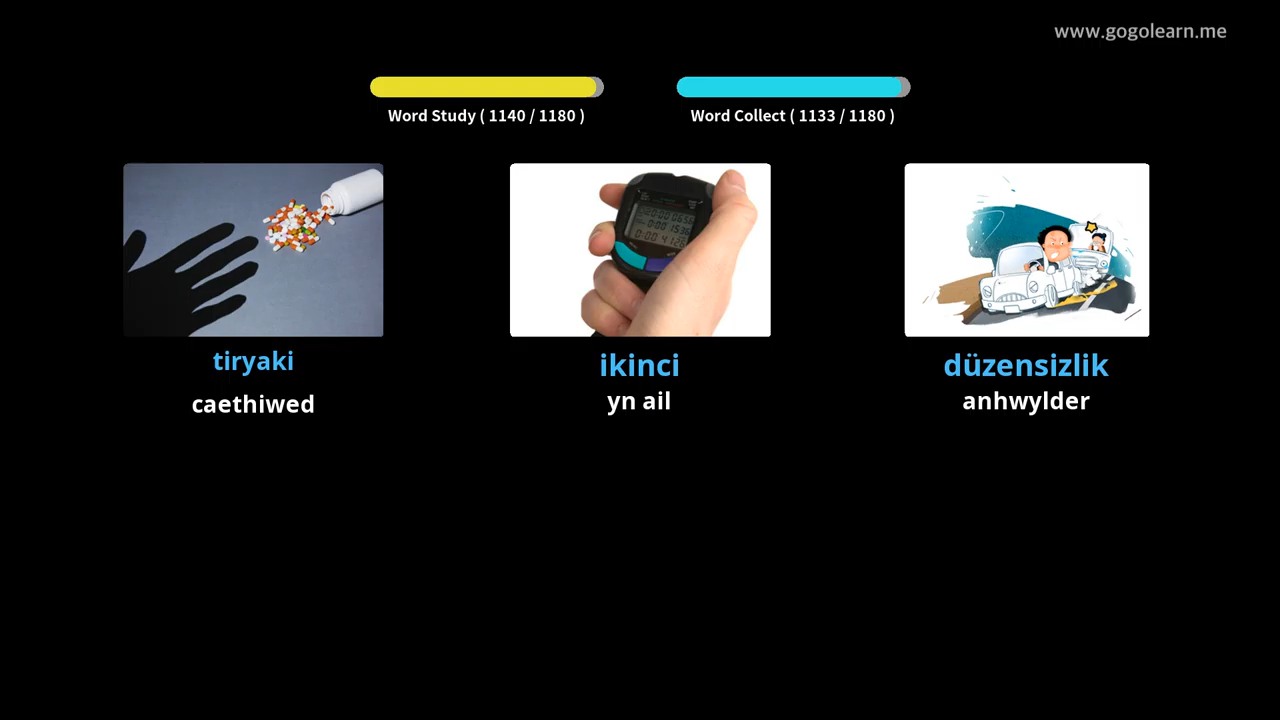 www.gogolearn.me
Word Study ( 1140 / 1180 )
Word Collect ( 1133 / 1180 )
tiryaki
caethiwed
ikinci
yn ail
düzensizlik
anhwylder